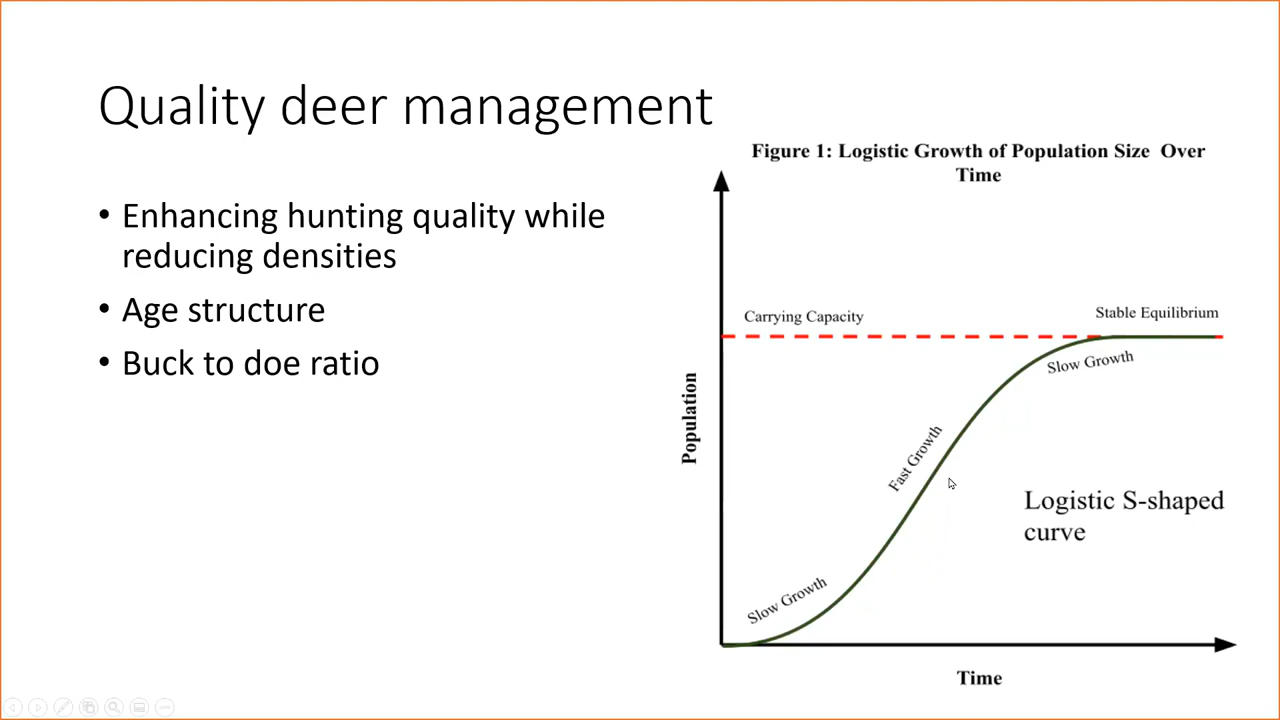 Quality deer management
• Enhancing hunting quality while
reducing densities
• Age structure
• Buck to doe ratio
Figure 1: Logistic Growth of Population Size Over
Time
Carrying Capacity
Stable Equilibrium
Slow Growth
Fast Growth
Population
Logistic S-shaped
curve
Slow Growth
Time